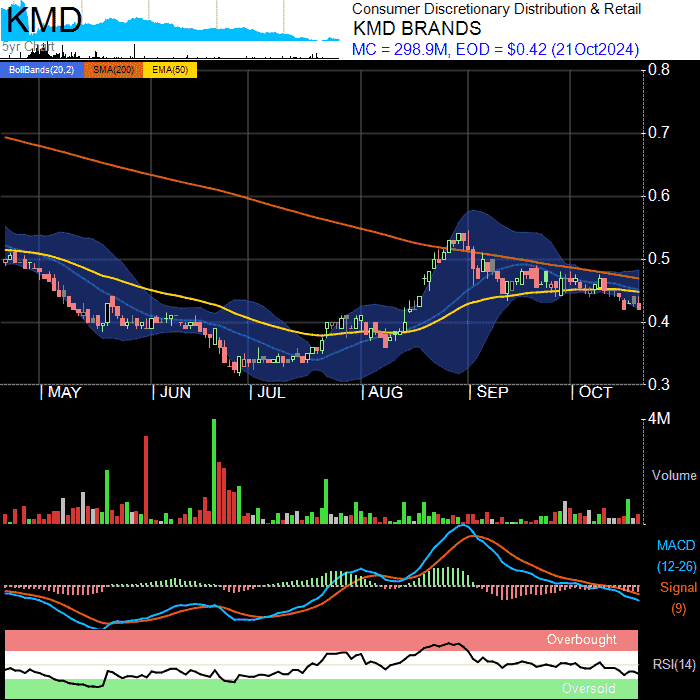 KMD
5yr Chart
Consumer Discretionary Distribution & Retail
KMD BRANDS
MC = 298.9M, EOD = $0.42 (21Oct2024)
BollBands(20,2) SMA(200) EMA(50)
0.8
0.7
0.6
0.5
0.4
0.3
MAY JUN JUL AUG SEP OCT
4M
Volume
MACD
(12-26)
Signal
(9)
Overbought
RSI(14)
Oversold